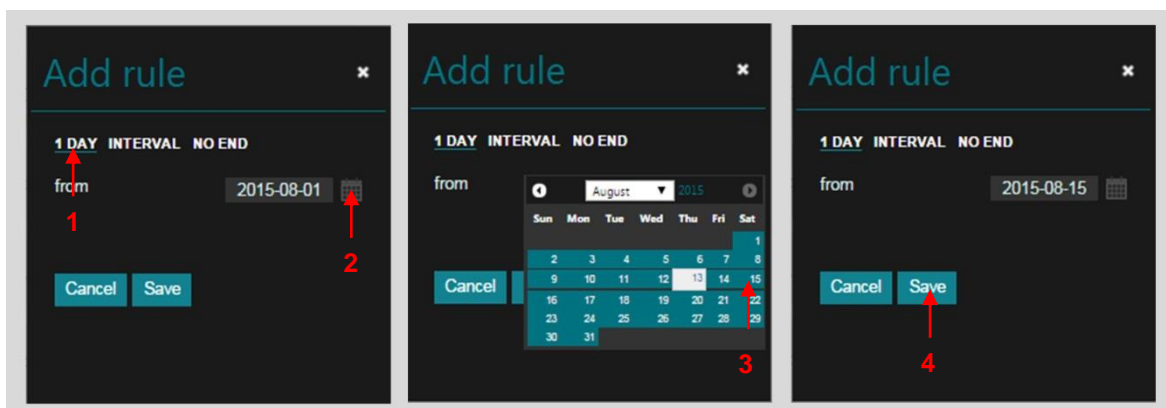 Add rule ×
1 DAY INTERVAL NO END
from 2015-08-01
1
2
Cancel Save
Add rule ×
1 DAY INTERVAL NO END
from
August ▼ 2015
Sun Mon Tue Wed Thu Fri Sat
1
2 3 4 5 6 7 8
9 10 11 12 13 14 15
16 17 18 19 20 21 22
23 24 25 26 27 28 29
30 31
Cancel
3
Add rule ×
1 DAY INTERVAL NO END
from 2015-08-15
Cancel Save
4